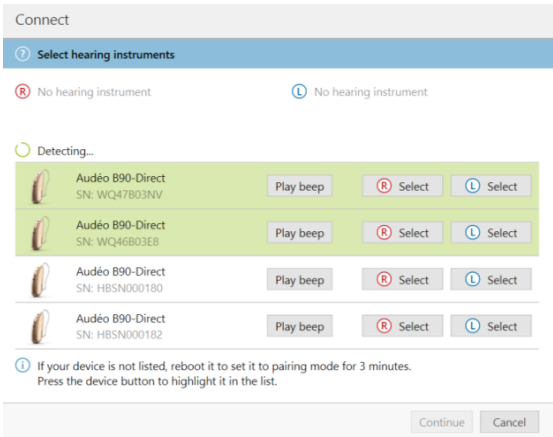 Connect
? Select hearing instruments
R No hearing instrument L No hearing instrument
Detecting...
Audéo B90-Direct
SN: WQ47B03NV
Play beep R Select L Select
Audéo B90-Direct
SN: WQ46B03E8
Play beep R Select L Select
Audéo B90-Direct
SN: HBSN000180
Play beep R Select L Select
Audéo B90-Direct
SN: HBSN000182
Play beep R Select L Select
i If your device is not listed, reboot it to set it to pairing mode for 3 minutes.
Press the device button to highlight it in the list.
Continue Cancel